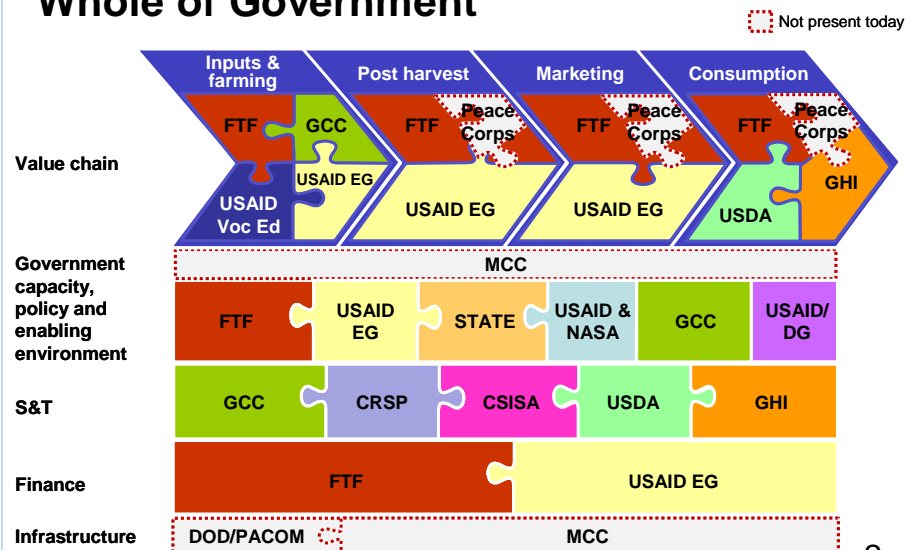 Whole of Government
Not present today
Inputs &
farming
Post harvest
Marketing
Consumption
Value chain
FTF
GCC
USAID EG
USAID
Voc Ed
FTF
Peace
Corps
USAID EG
FTF
Peace
Corps
USAID EG
FTF
Peace
Corps
USDA
GHI
Government
capacity,
policy and
enabling
environment
MCC
FTF
USAID
EG
STATE
USAID &
NASA
GCC
USAID/
DG
S&T
GCC
CRSP
CSISA
USDA
GHI
Finance
FTF
USAID EG
Infrastructure
DOD/PACOM
MCC